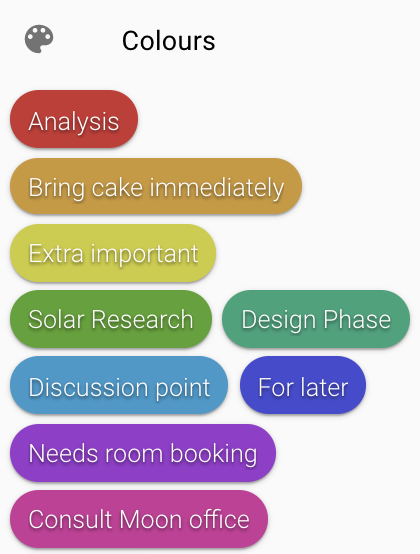 Colours
Analysis
Bring cake immediately
Extra important
Solar Research
Design Phase
Discussion point
For later
Needs room booking
Consult Moon office